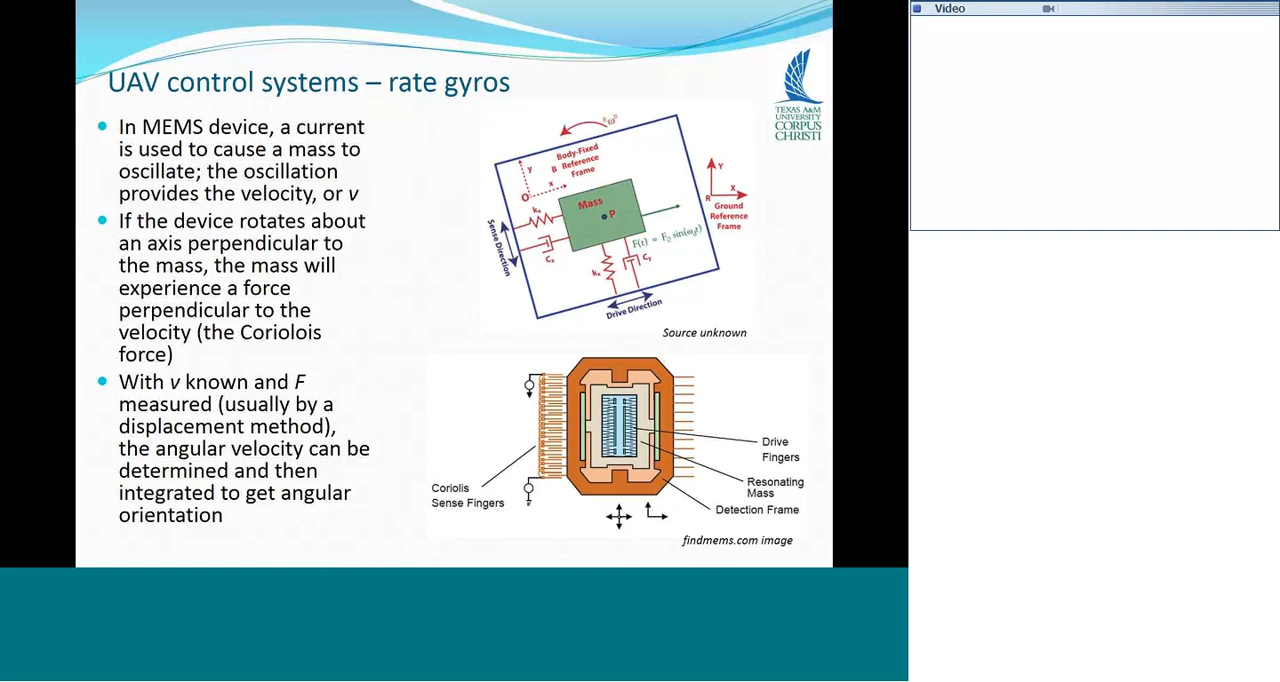 Video
UAV control systems – rate gyros
TEXAS A&M
UNIVERSITY
CORPUS
CHRISTI
In MEMS device, a current
is used to cause a mass to
oscillate; the oscillation
provides the velocity, or v
If the device rotates about
an axis perpendicular to
the mass, the mass will
experience a force
perpendicular to the
velocity (the Coriolois
force)
With v known and F
measured (usually by a
displacement method),
the angular velocity can be
determined and then
integrated to get angular
orientation
Body-Fixed
B Reference
Frame
y
x
O
Mass
P
Cx
Cy
F(t) = F0 sin(ωdt)
Sense Direction
Drive Direction
Y
X
R
Ground
Reference
Frame
Source unknown
Coriolis
Sense Fingers
Drive
Fingers
Resonating
Mass
Detection Frame
findmems.com image